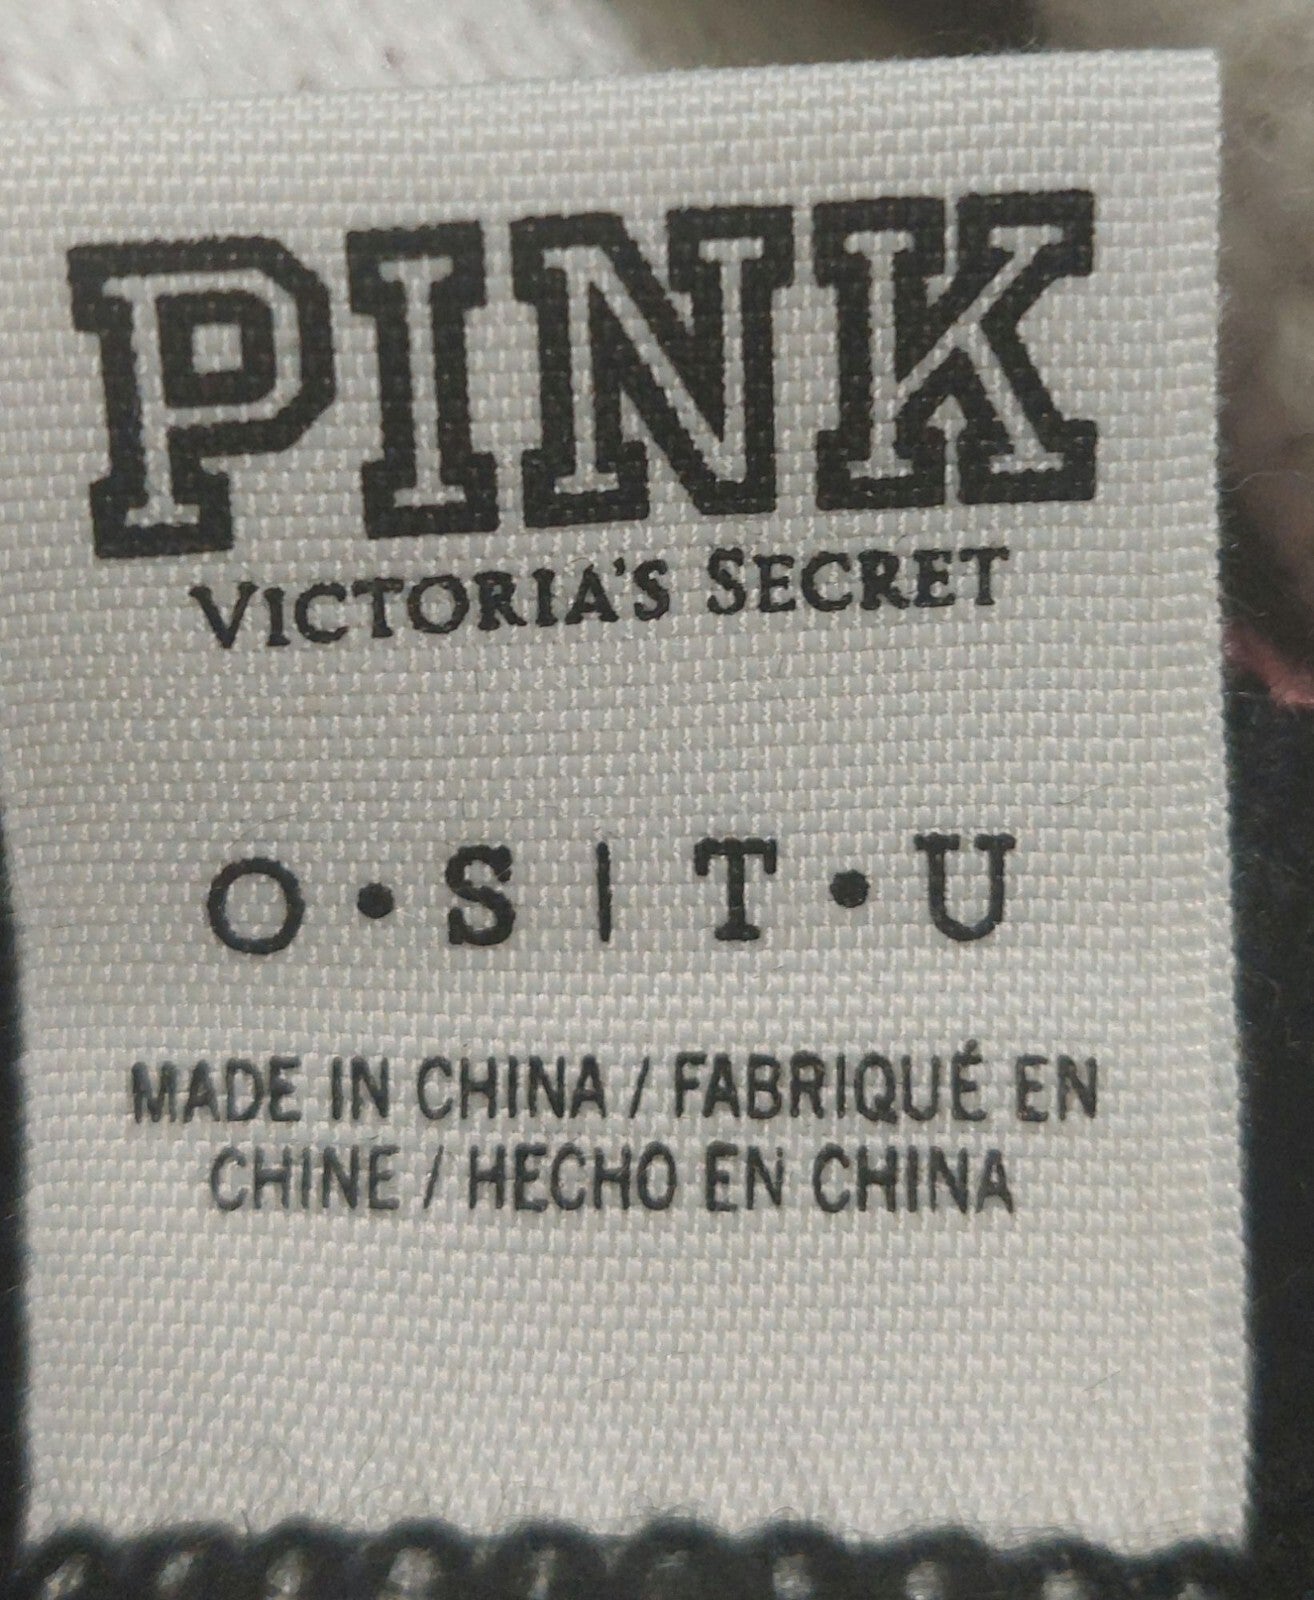 PINK
VICTORIA'S SECRET
O • S | T • U
MADE IN CHINA / FABRIQUÉ EN
CHINE / HECHO EN CHINA